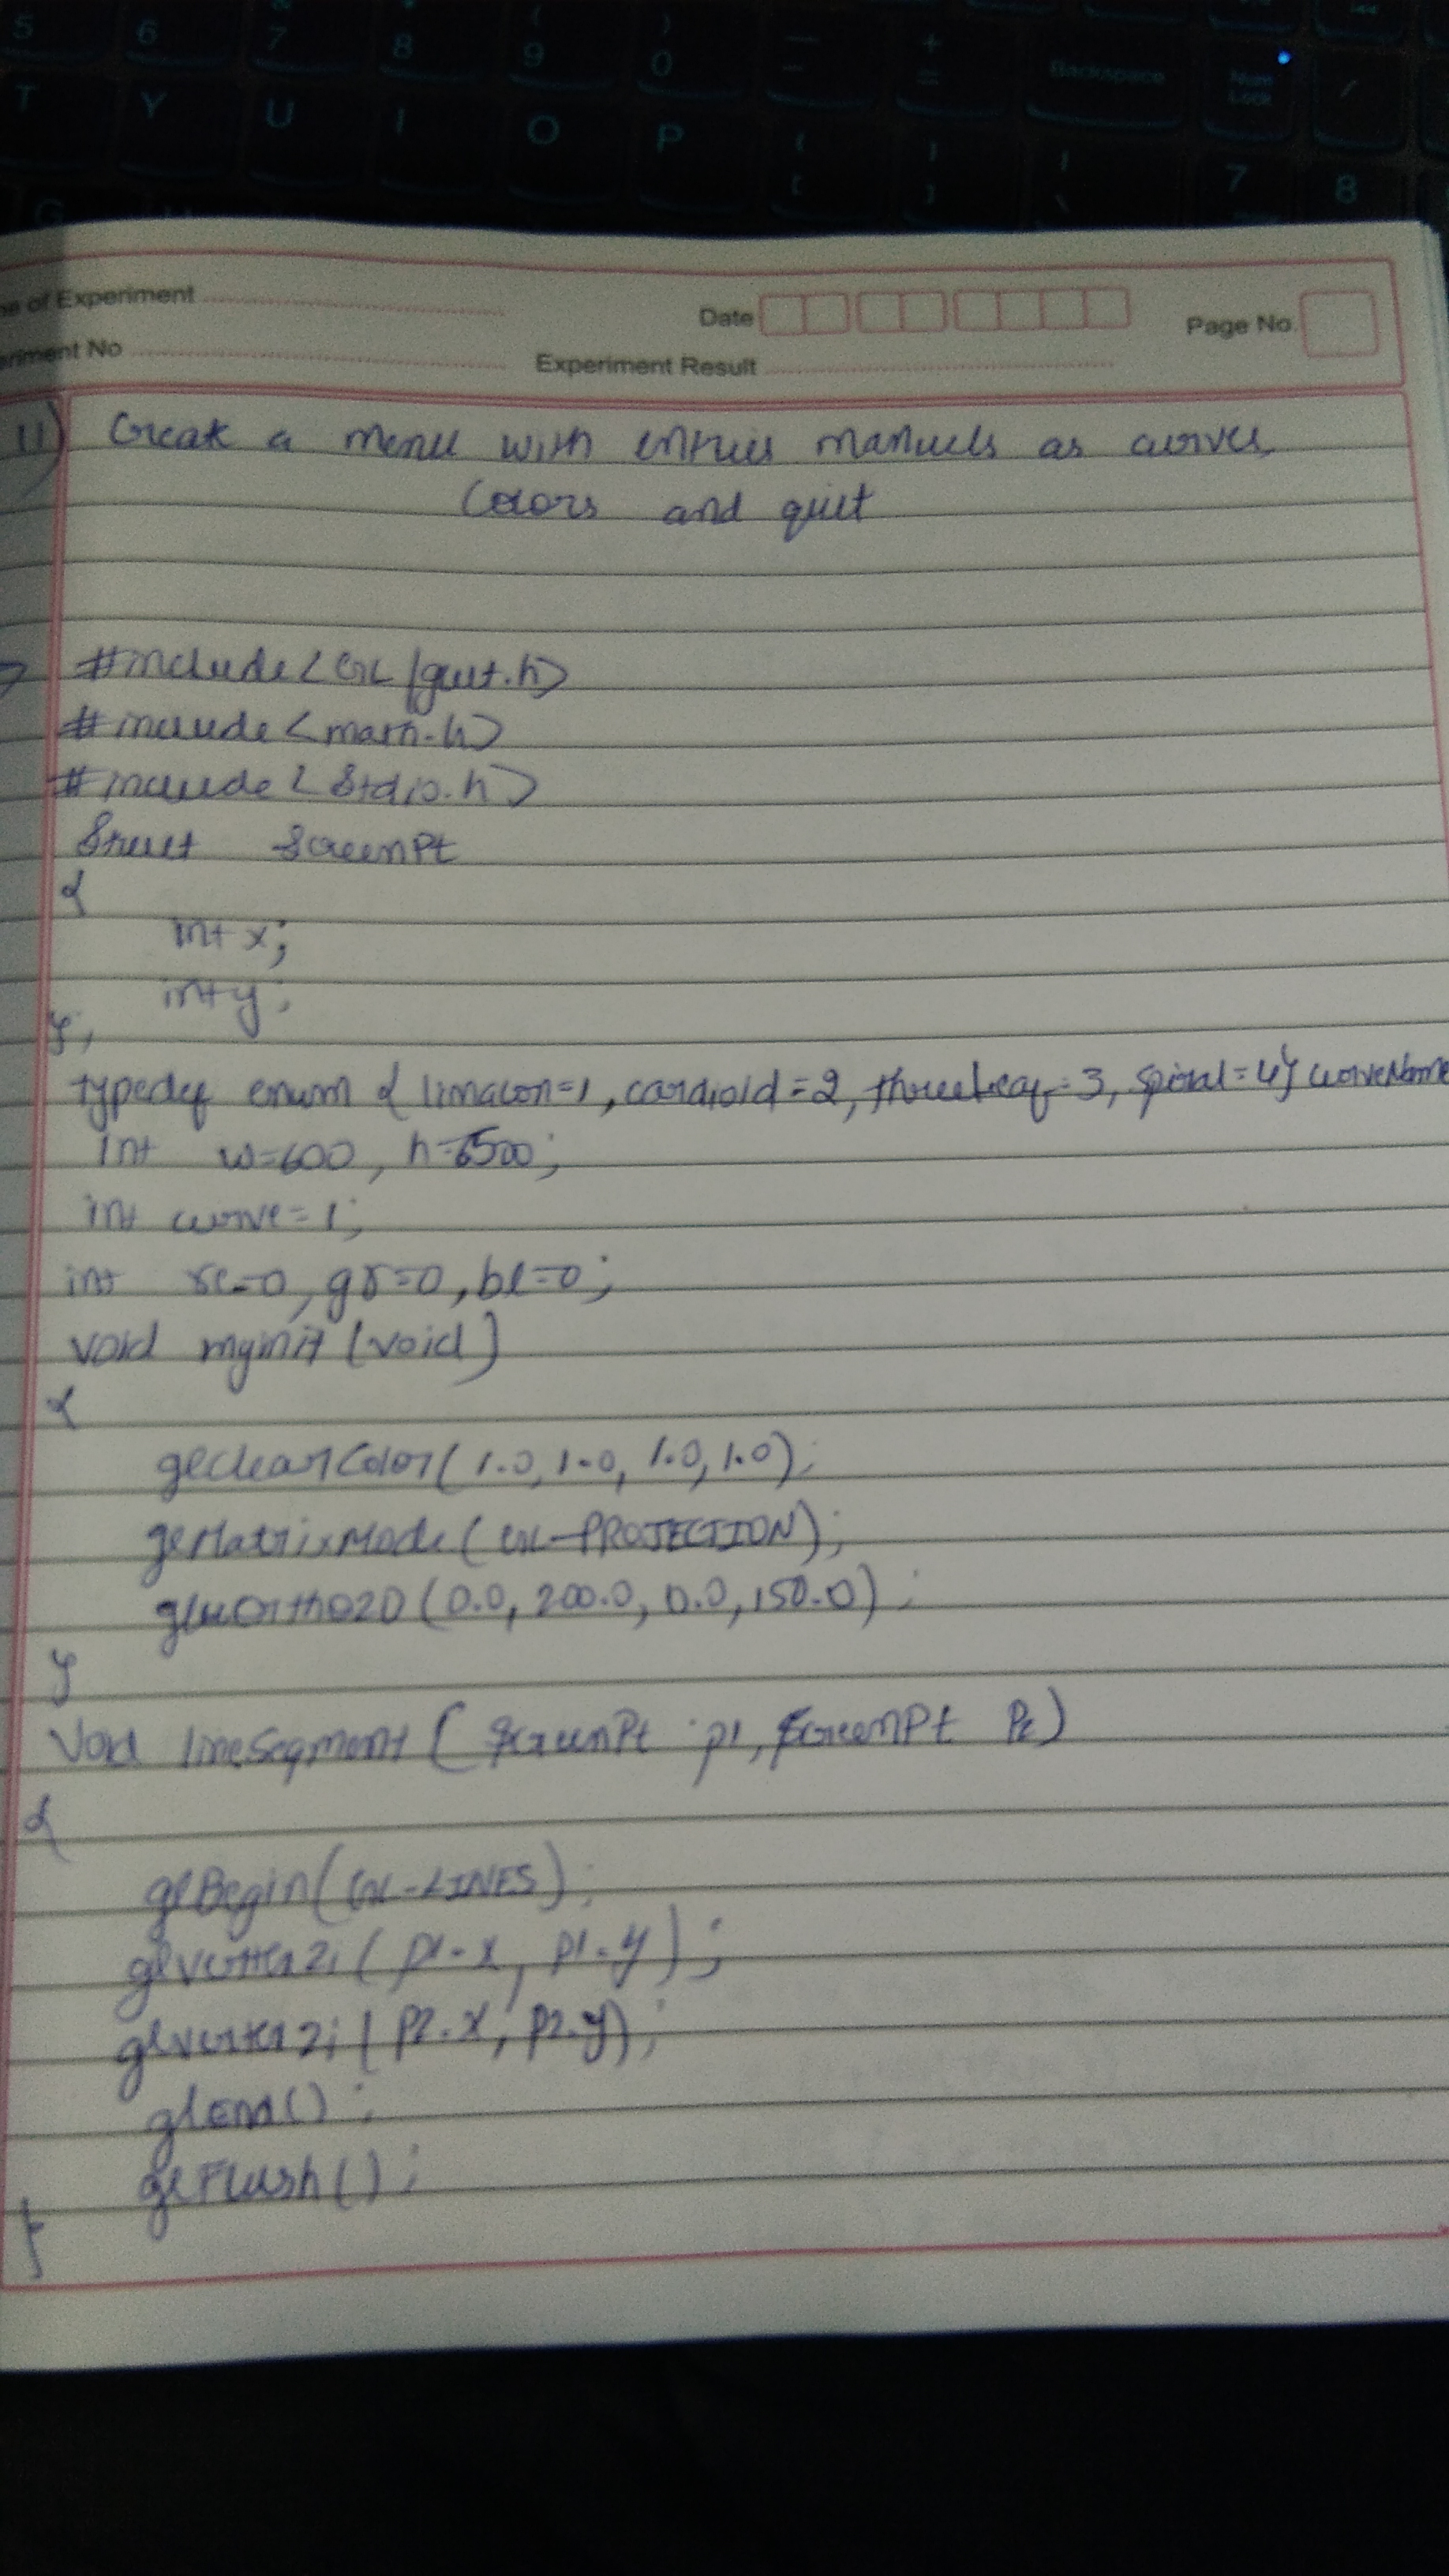 5 6 7 8 ( 9 ) 0 _ - + = Backspace Num Lock /
T Y U I O P { [ } ] | \ 7 8
G
ne of Experiment
Date
Page No.
eriment No
Experiment Result
11) Create a menu with entries manuels as curves,
Colors and quit
#include<GL/glut.h>
#include<math.h>
#include<stdio.h>
Struct ScreenPt
{
int x;
int y;
};
typedef enum { limacon=1, cardioid=2, threeLeaf=3, spiral=4} curveName
int w=600, h=500;
int curve=1;
int re=0, gr=0, bl=0;
void myinit(void)
{
glclearColor(1.0, 1.0, 1.0, 1.0);
glMatrixMode(GL-PROJECTION);
gluOrtho2D(0.0, 200.0, 0.0, 150.0);
}
Void lineSegment(ScreenPt p1, ScreenPt P2)
{
glBegin(GL-LINES);
glvertex2i(p1.x, p1.y);
glvertex2i(P2.x, p2.y);
glEnd();
glFlush();
}